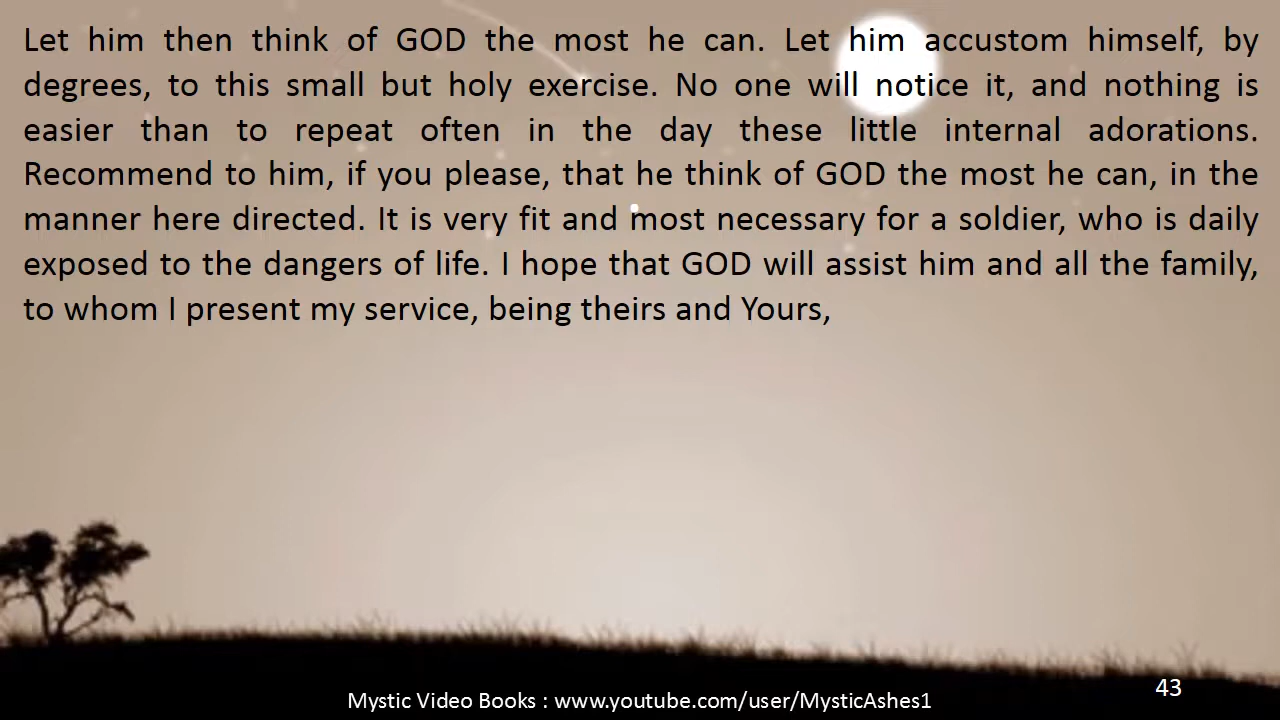 Let him then think of GOD the most he can. Let him accustom himself, by
degrees, to this small but holy exercise. No one will notice it, and nothing is
easier than to repeat often in the day these little internal adorations.
Recommend to him, if you please, that he think of GOD the most he can, in the
manner here directed. It is very fit and most necessary for a soldier, who is daily
exposed to the dangers of life. I hope that GOD will assist him and all the family,
to whom I present my service, being theirs and Yours,
43
Mystic Video Books : www.youtube.com/user/MysticAshes1